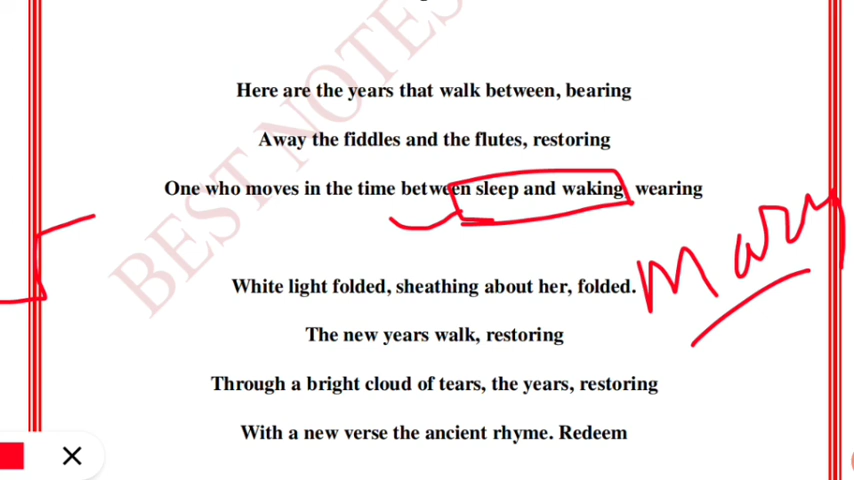 Here are the years that walk between, bearing
Away the fiddles and the flutes, restoring
One who moves in the time between sleep and waking, wearing
White light folded, sheathing about her, folded.
Mary
The new years walk, restoring
Through a bright cloud of tears, the years, restoring
With a new verse the ancient rhyme. Redeem
BEST NOTES